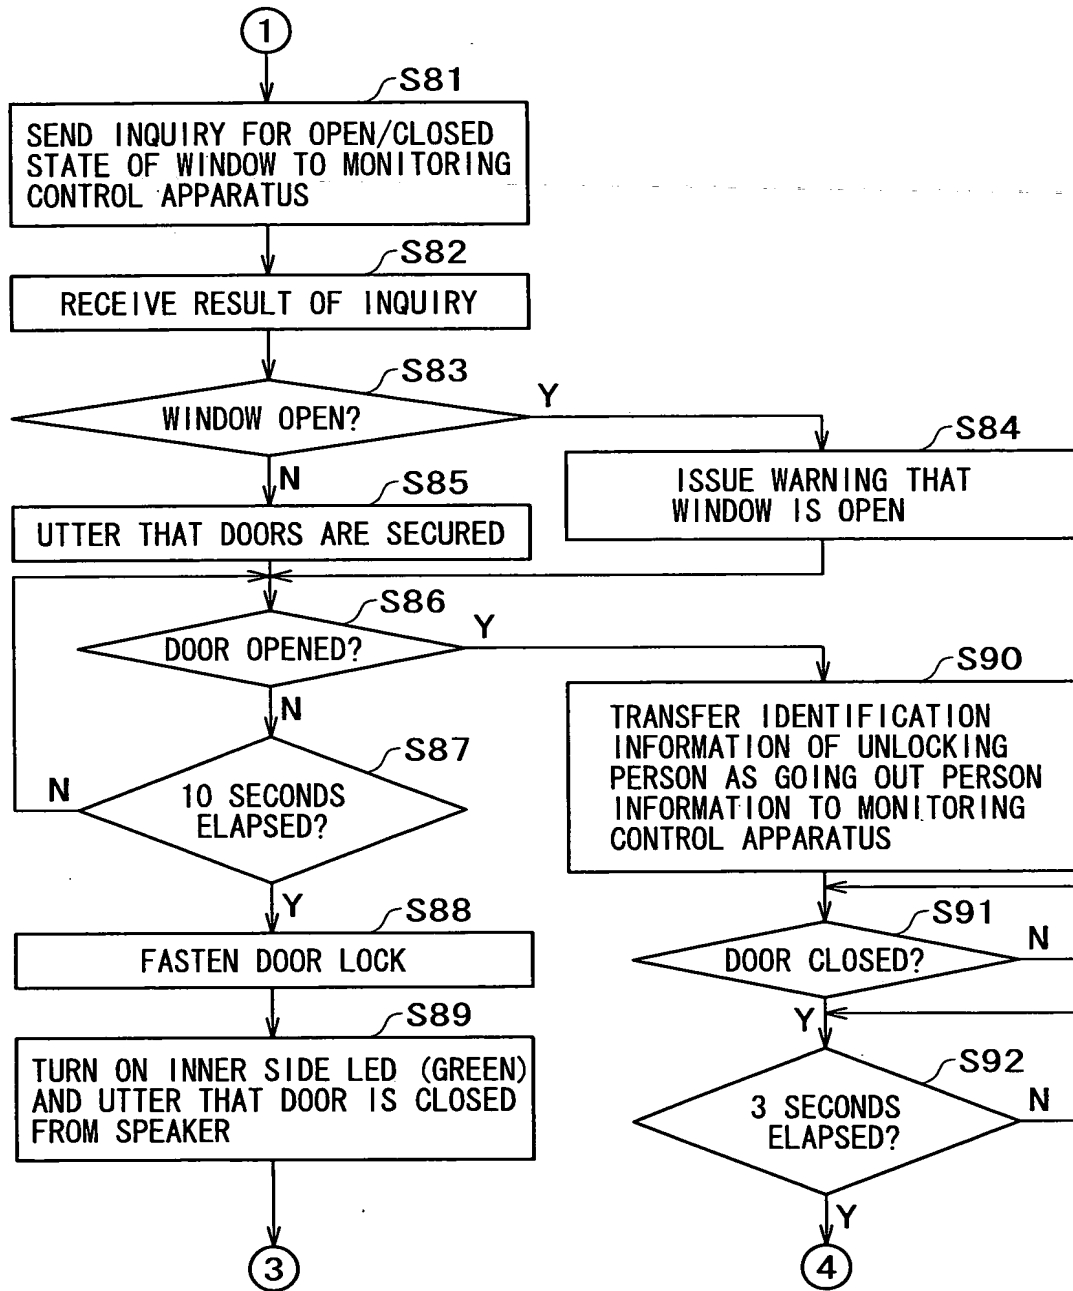 1
S81
SEND INQUIRY FOR OPEN/CLOSED
STATE OF WINDOW TO MONITORING
CONTROL APPARATUS
S82
RECEIVE RESULT OF INQUIRY
S83
WINDOW OPEN?
Y
N
S84
ISSUE WARNING THAT
WINDOW IS OPEN
S85
UTTER THAT DOORS ARE SECURED
S86
DOOR OPENED?
Y
N
S87
10 SECONDS
ELAPSED?
N
Y
S88
FASTEN DOOR LOCK
S89
TURN ON INNER SIDE LED (GREEN)
AND UTTER THAT DOOR IS CLOSED
FROM SPEAKER
3
S90
TRANSFER IDENTIFICATION
INFORMATION OF UNLOCKING
PERSON AS GOING OUT PERSON
INFORMATION TO MONITORING
CONTROL APPARATUS
S91
DOOR CLOSED?
N
Y
S92
3 SECONDS
ELAPSED?
N
Y
4